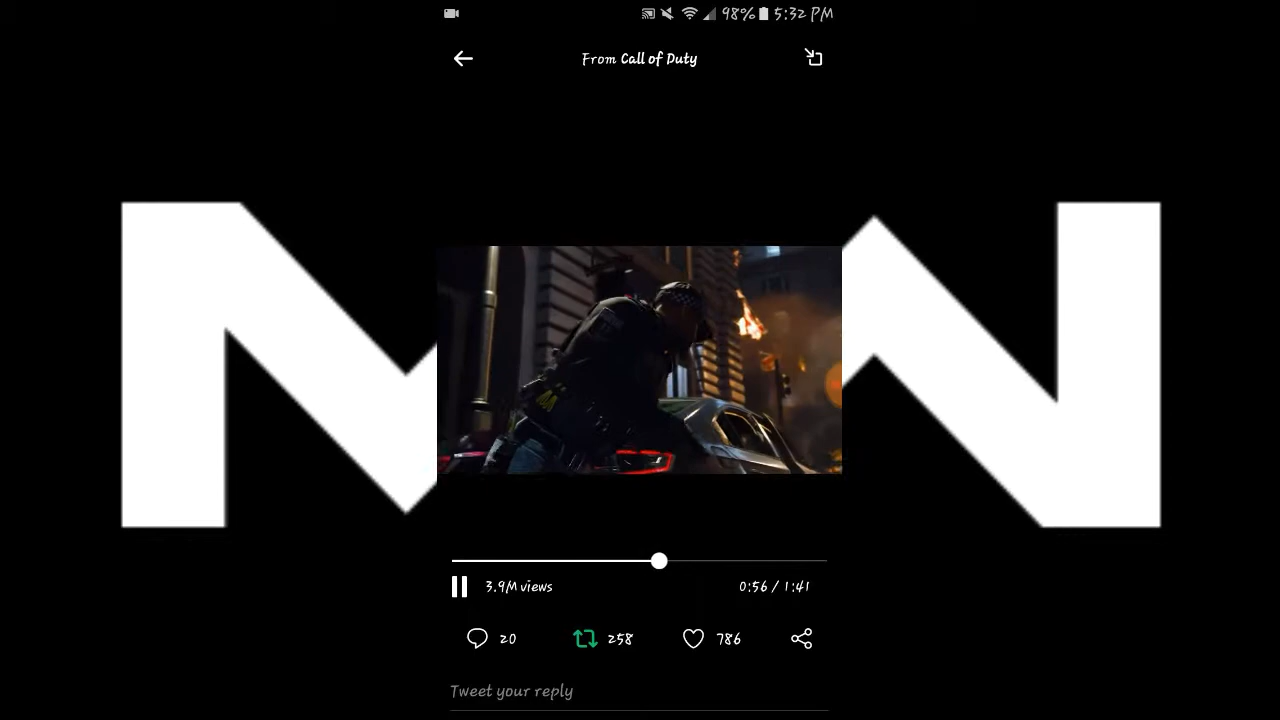 98% 5:32 PM
From Call of Duty
3.9M views
0:56 / 1:41
20
258
786
Tweet your reply